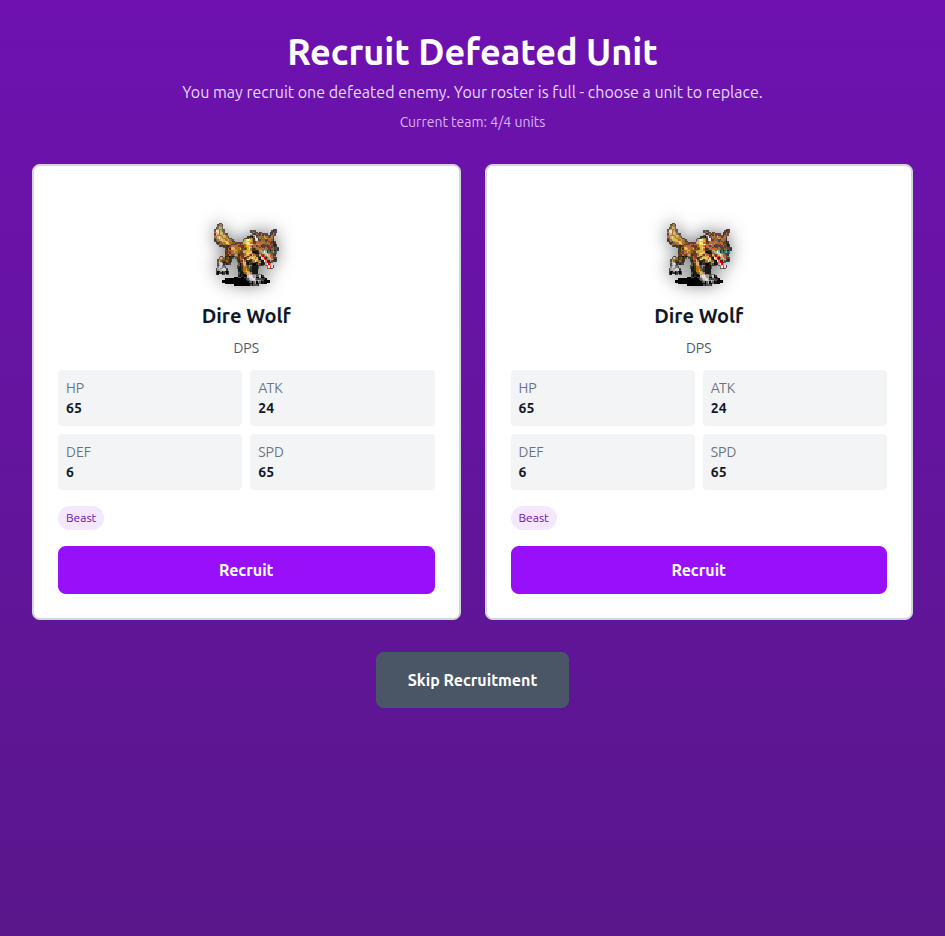 Recruit Defeated Unit
You may recruit one defeated enemy. Your roster is full - choose a unit to replace.
Current team: 4/4 units
Dire Wolf
DPS
HP
65
ATK
24
DEF
6
SPD
65
Beast
Recruit
Dire Wolf
DPS
HP
65
ATK
24
DEF
6
SPD
65
Beast
Recruit
Skip Recruitment